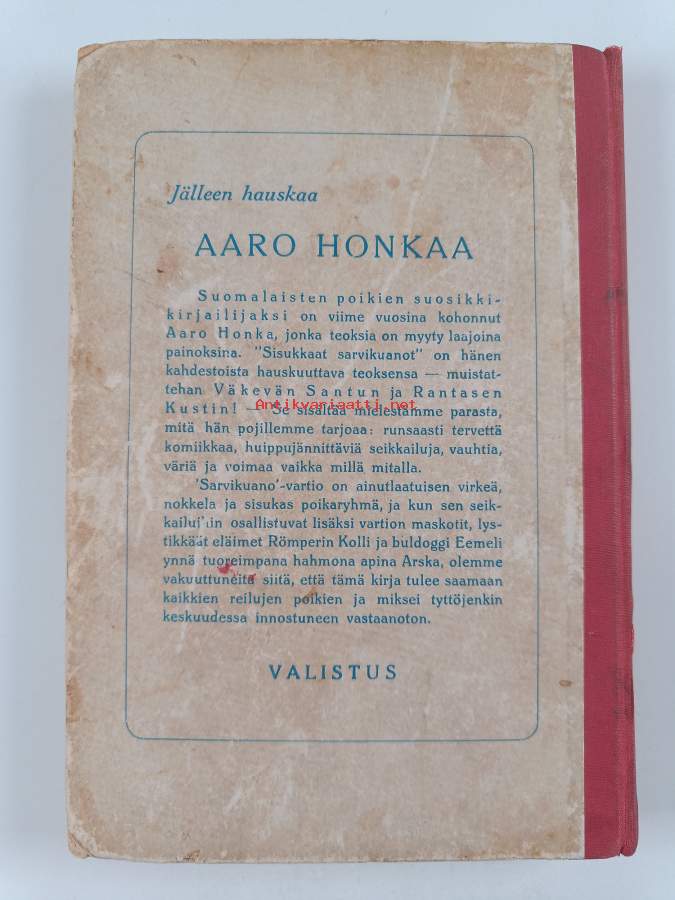 Jälleen hauskaa
AARO HONKAA
Suomalaisten poikien suosikki-
kirjailijaksi on viime vuosina kohonnut
Aaro Honka, jonka teoksia on myyty laajoina
painoksina. "Sisukkaat sarvikuanot" on hänen
kahdestoista hauskuuttava teoksensa — muistat-
tehan Väkevän Santun ja Rantasen
Kustin! — Se sisältää mielestämme parasta,
Antikvariaatti.net
mitä hän pojillemme tarjoaa: runsaasti tervettä
komiikkaa, huippujännittäviä seikkailuja, vauhtia,
väriä ja voimaa vaikka millä mitalla.
'Sarvikuano'-vartio on ainutlaatuisen virkeä,
nokkela ja sisukas poikaryhmä, ja kun sen seik-
kailuihin osallistuvat lisäksi vartion maskotit, lys-
tikkäät eläimet Römperin Kolli ja buldoggi Eemeli
ynnä tuoreimpana hahmona apina Arska, olemme
vakuuttuneita siitä, että tämä kirja tulee saamaan
kaikkien reilujen poikien ja miksei tyttöjenkin
keskuudessa innostuneen vastaanoton.
VALISTUS